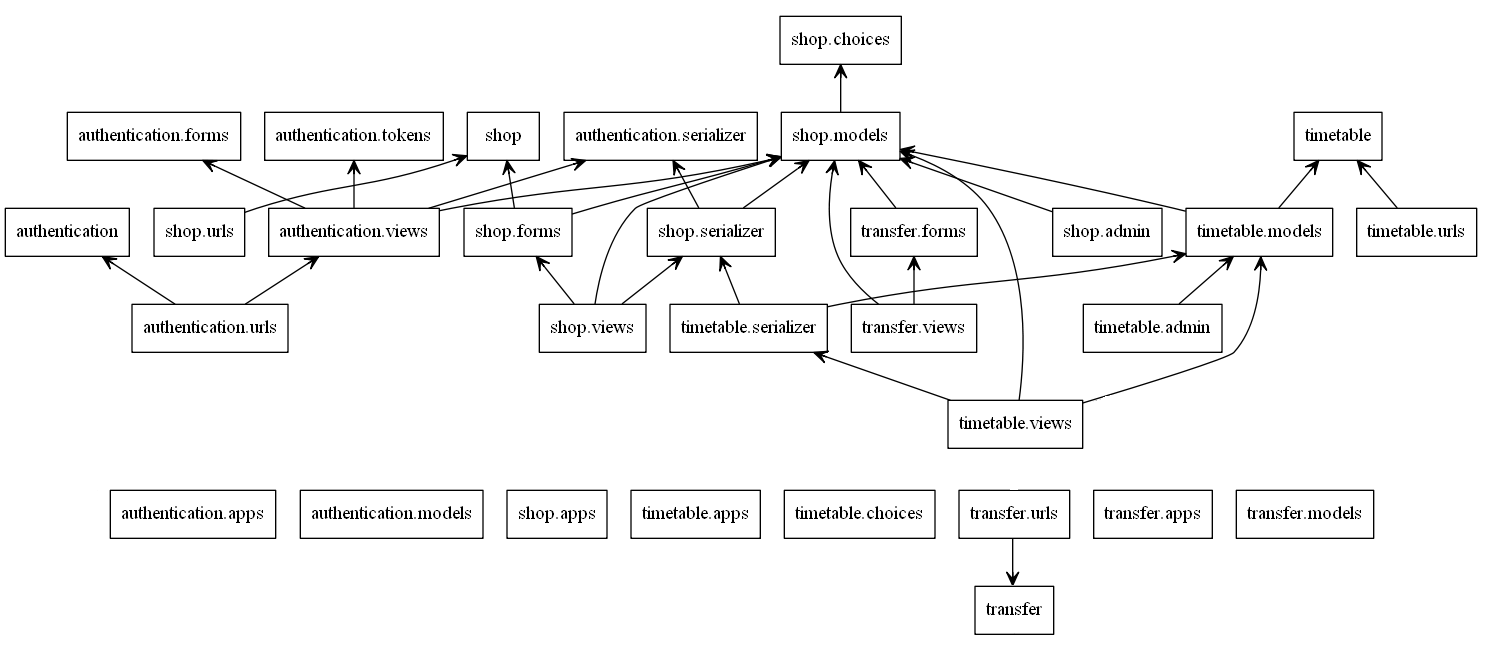 shop.choices
authentication.forms
authentication.tokens
shop
authentication.serializer
shop.models
timetable
authentication
shop.urls
authentication.views
shop.forms
shop.serializer
transfer.forms
shop.admin
timetable.models
timetable.urls
authentication.urls
shop.views
timetable.serializer
transfer.views
timetable.admin
timetable.views
authentication.apps
authentication.models
shop.apps
timetable.apps
timetable.choices
transfer.urls
transfer.apps
transfer.models
transfer